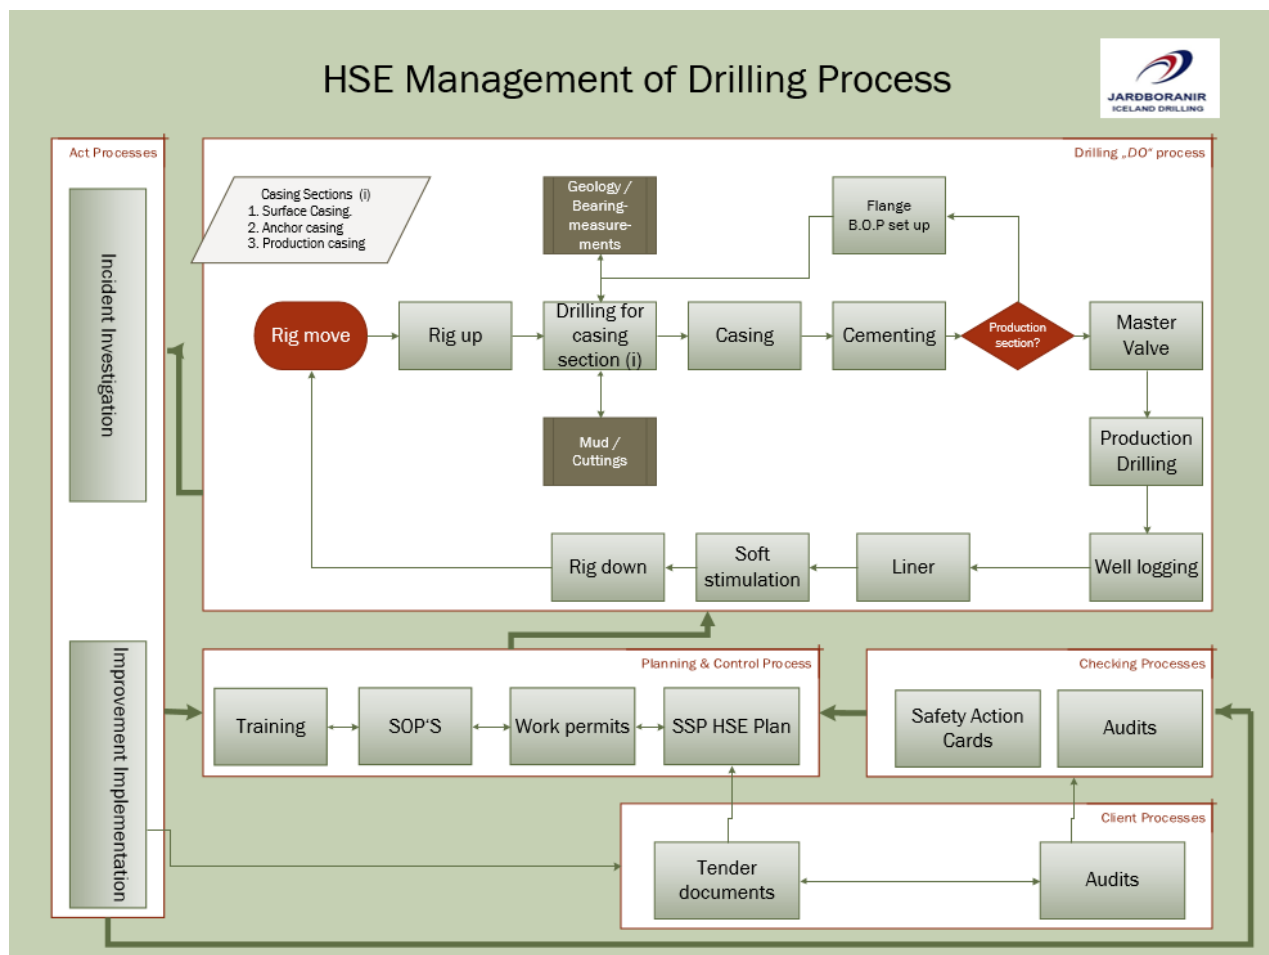 HSE Management of Drilling Process
JARÐBORANIR
ICELAND DRILLING
Act Processes
Incident Investigation
Improvement Implementation
Drilling „DO“ process
Casing Sections (i)
1. Surface Casing.
2. Anchor casing
3. Production casing
Geology /
Bearing-
measure-
ments
Flange
B.O.P set up
Rig move
Rig up
Drilling for
casing
section (i)
Casing
Cementing
Production
section?
Master
Valve
Mud /
Cuttings
Production
Drilling
Rig down
Soft
stimulation
Liner
Well logging
Planning & Control Process
Training
SOP‘S
Work permits
SSP HSE Plan
Checking Processes
Safety Action
Cards
Audits
Client Processes
Tender
documents
Audits